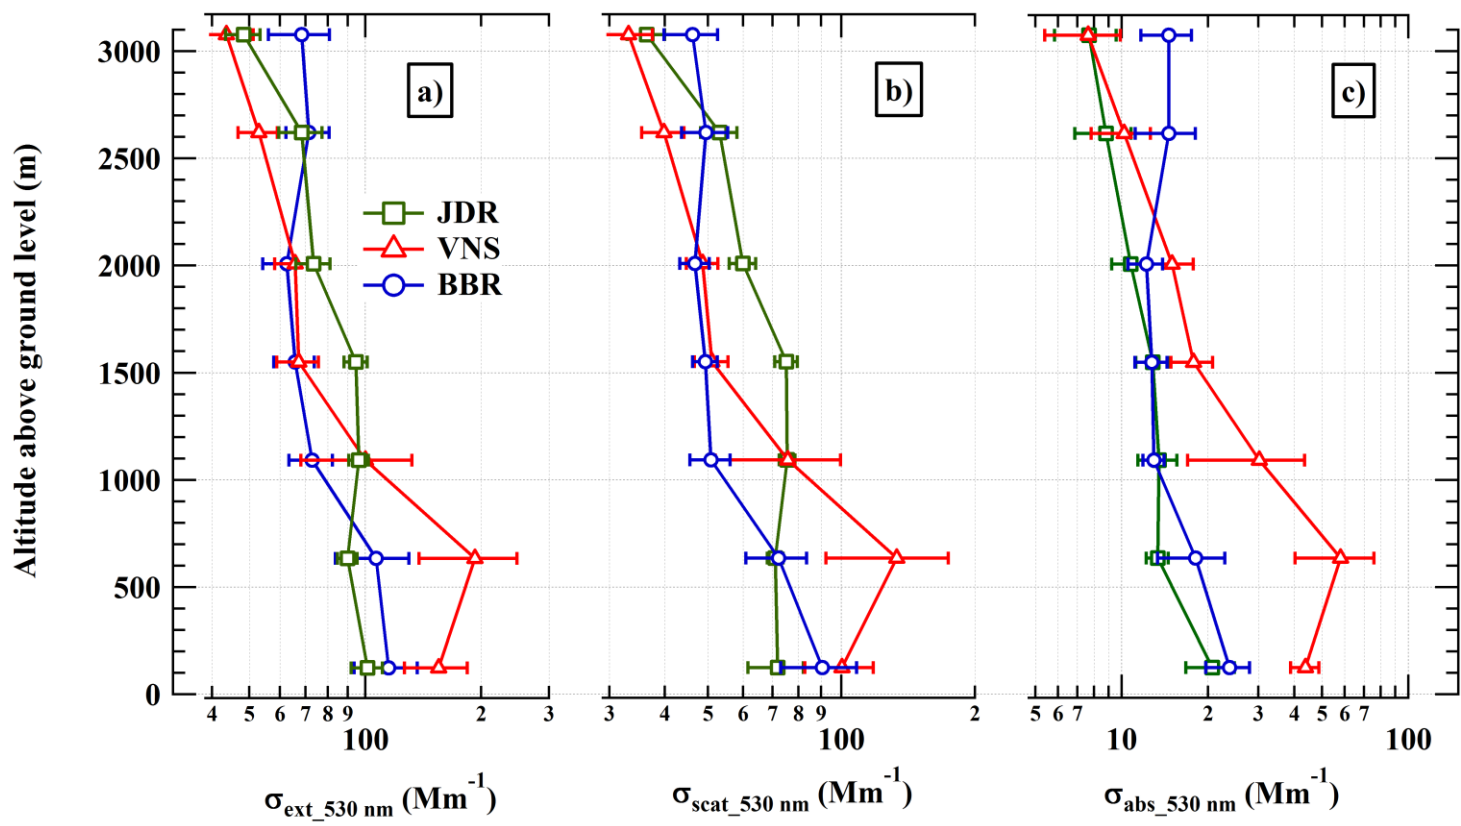 Altitude above ground level (m)
3000
2500
2000
1500
1000
500
0
a)
JDR
VNS
BBR
4 5 6 7 8 9 2 3
100
σext_530 nm (Mm-1)
b)
3 4 5 6 7 8 9 2
100
σscat_530 nm (Mm-1)
c)
5 6 7 2 3 4 5 6 7
10 100
σabs_530 nm (Mm-1)